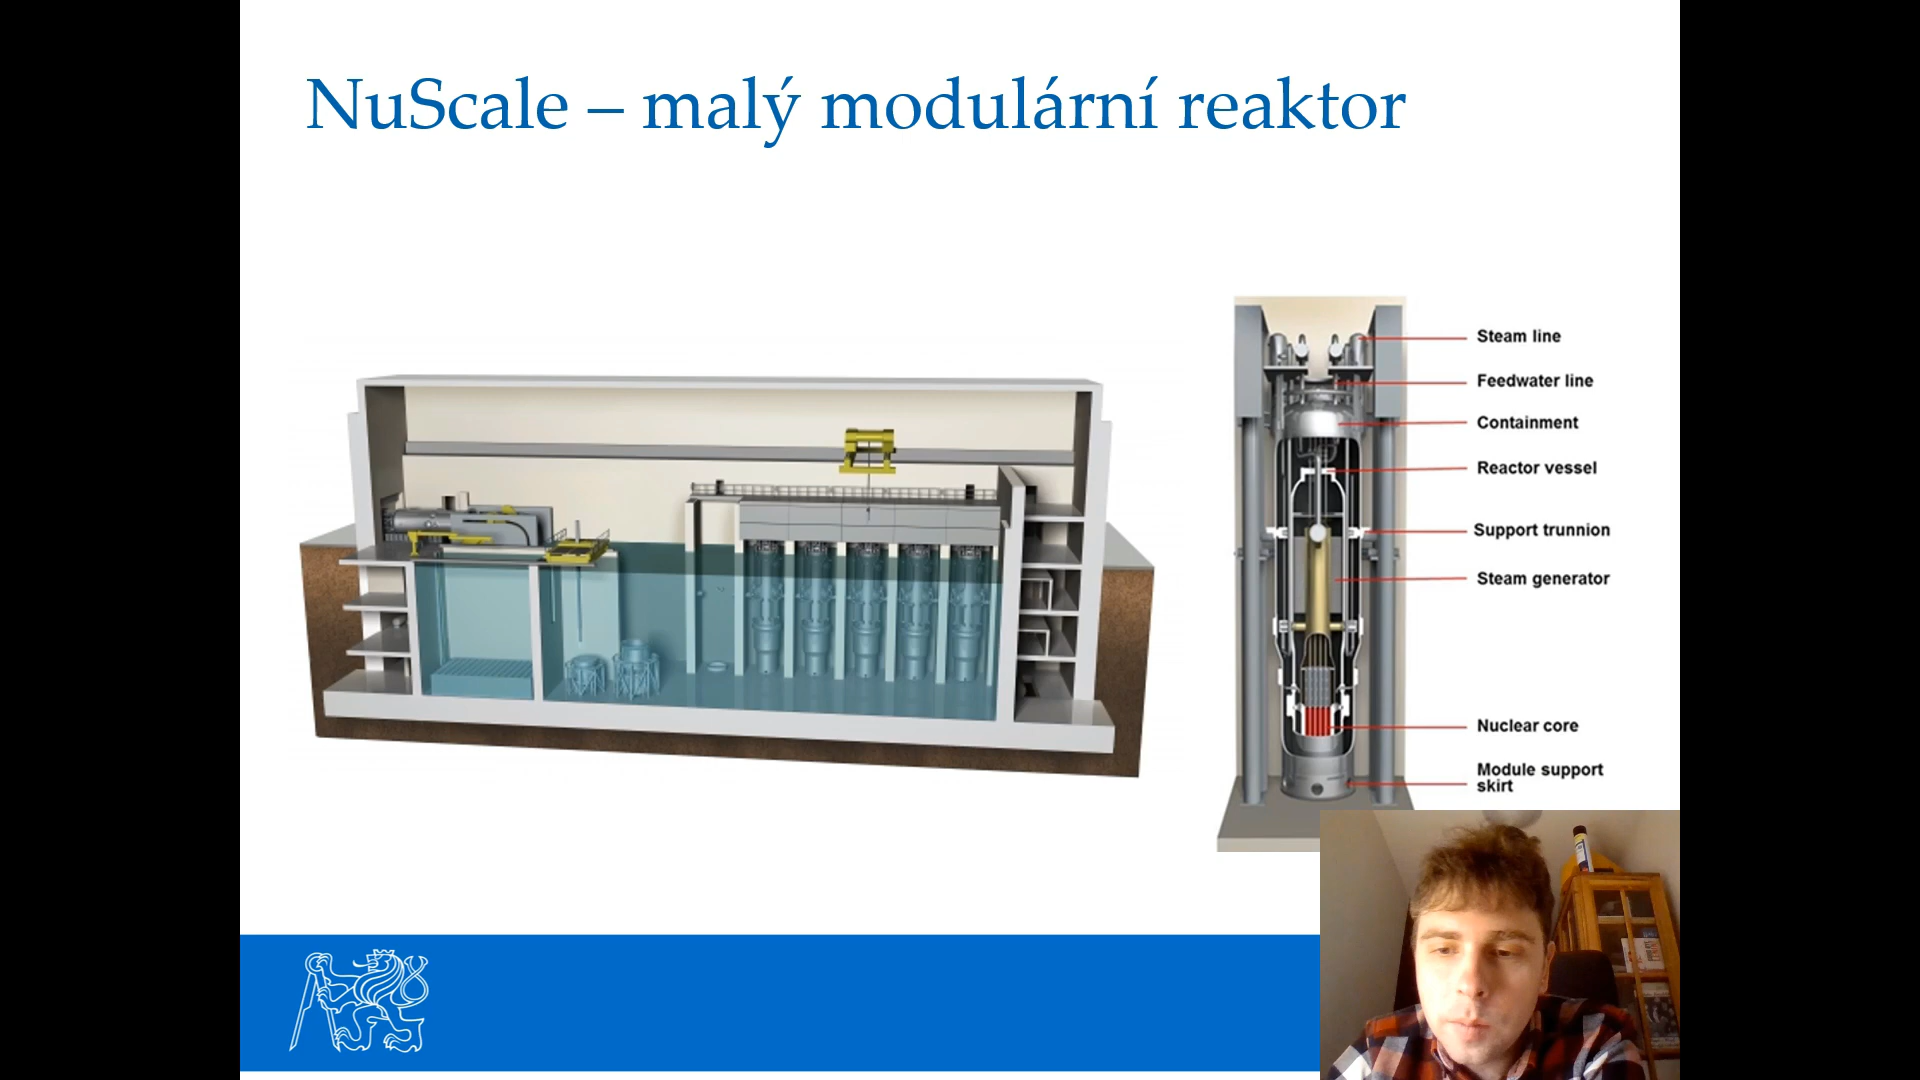 NuScale – malý modulární reaktor
Steam line
Feedwater line
Containment
Reactor vessel
Support trunnion
Steam generator
Nuclear core
Module support
skirt